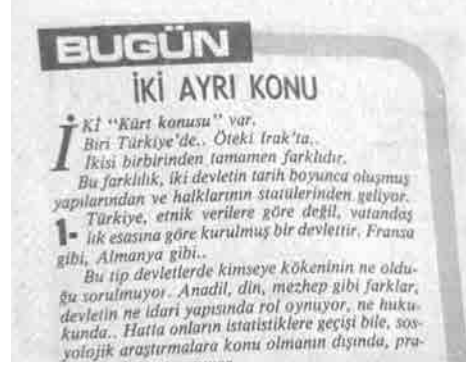 BUGÜN
İKİ AYRI KONU
İKİ “Kürt konusu” var.
Biri Türkiye'de.. Öteki Irak'ta..
İkisi birbirinden tamamen farklıdır.
Bu farklılık, iki devletin tarih boyunca oluşmuş
yapılarından ve halklarının statülerinden geliyor.
1- Türkiye, etnik verilere göre değil, vatandaş
lık esasına göre kurulmuş bir devlettir. Fransa
gibi, Almanya gibi..
Bu tip devletlerde kimseye kökeninin ne oldu-
ğu sorulmuyor. Anadil, din, mezhep gibi farklar,
devletin ne idari yapısında rol oynuyor, ne huku-
kunda.. Hatta onların istatistiklere geçişi bile, sos-
yolojik araştırmalara konu olmanın dışında, pra-